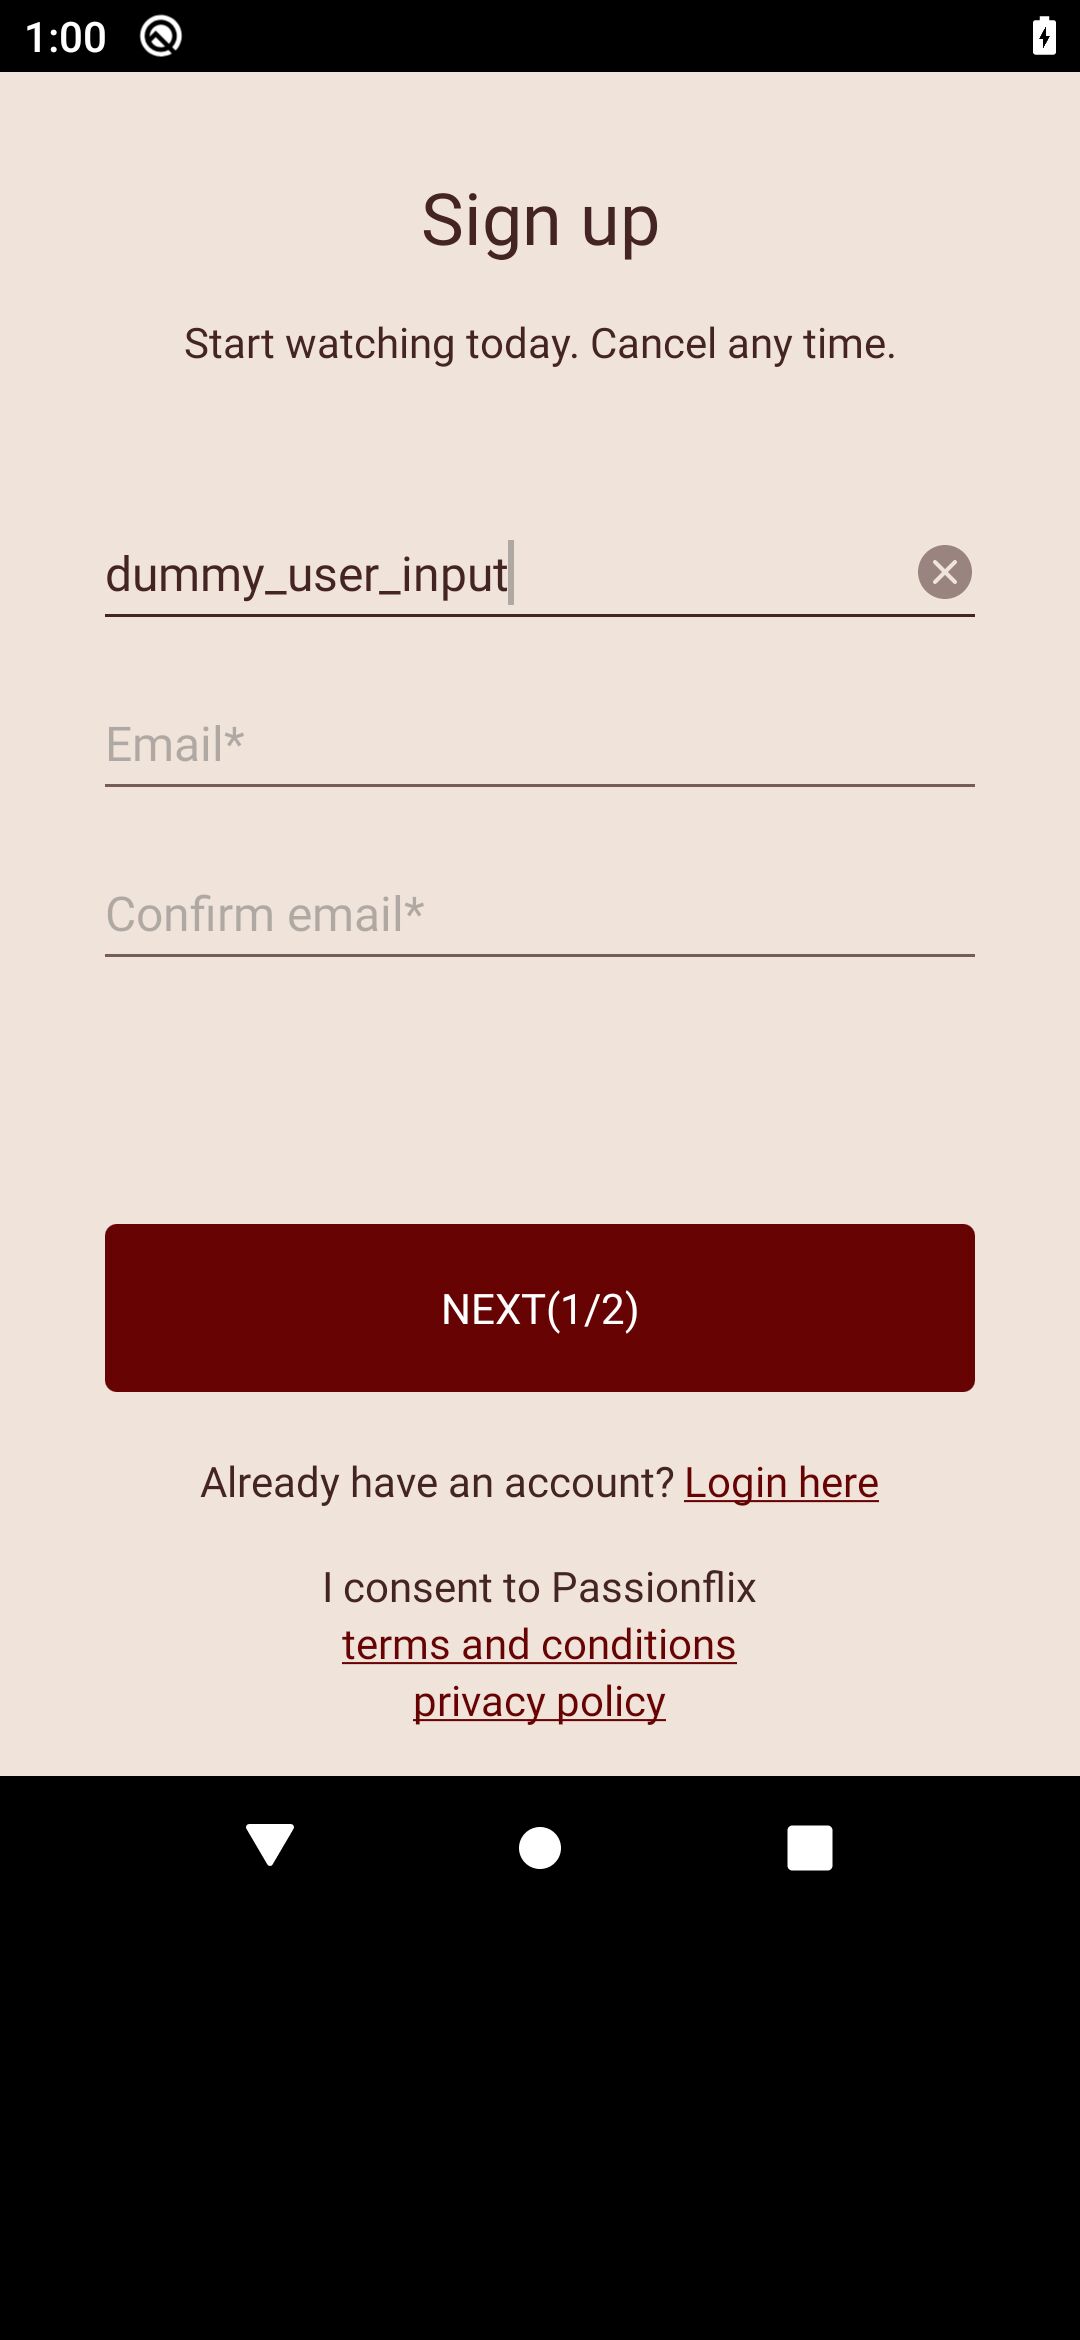 1:00
Sign up
Start watching today. Cancel any time.
dummy_user_input
Email*
Confirm email*
NEXT(1/2)
Already have an account? Login here
I consent to Passionflix
terms and conditions
privacy policy